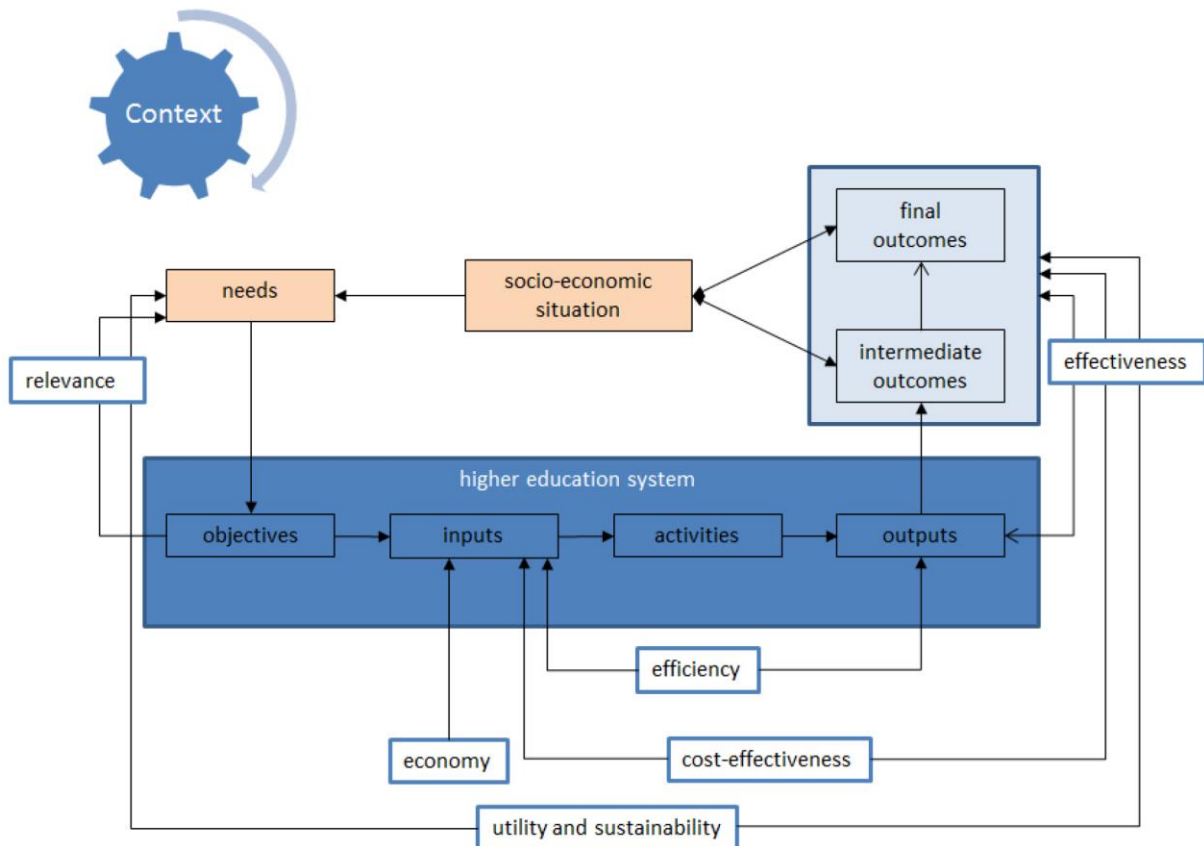 Context
final
outcomes
needs
socio-economic
situation
intermediate
outcomes
relevance
effectiveness
higher education system
objectives
inputs
activities
outputs
efficiency
economy
cost-effectiveness
utility and sustainability